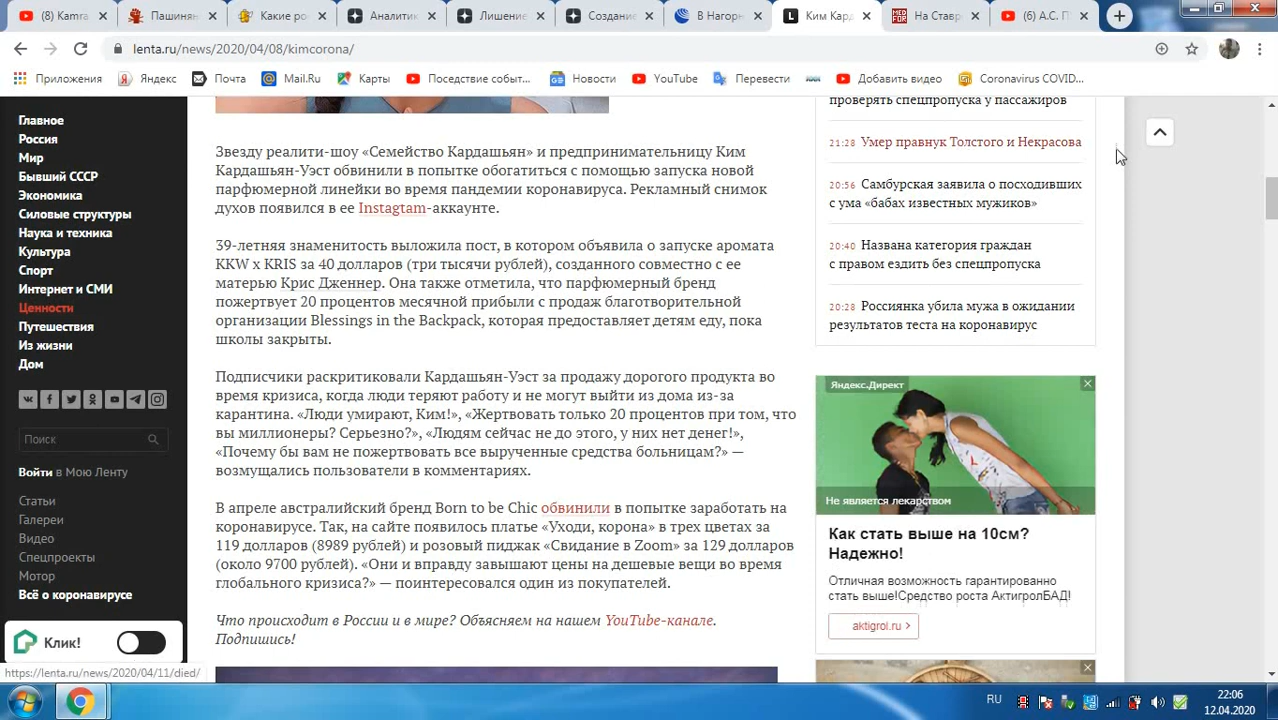 (8) Kamra
Пашинян
Какие ро
Аналитик
Лишение
Создание
В Нагорн
Ким Кард
На Ставр
(6) А.С. П
lenta.ru/news/2020/04/08/kimcorona/
Приложения
Яндекс
Почта
Mail.Ru
Карты
Поседствие событ...
Новости
YouTube
Перевести
Добавить видео
Coronavirus COVID...
Главное
Россия
Мир
Бывший СССР
Экономика
Силовые структуры
Наука и техника
Культура
Спорт
Интернет и СМИ
Ценности
Путешествия
Из жизни
Дом
Поиск
Войти в Мою Ленту
Статьи
Галереи
Видео
Спецпроекты
Мотор
Всё о коронавирусе
Клик!
https://lenta.ru/news/2020/04/11/died/
Звезду реалити-шоу «Семейство Кардашьян» и предпринимательницу Ким
Кардашьян-Уэст обвинили в попытке обогатиться с помощью запуска новой
парфюмерной линейки во время пандемии коронавируса. Рекламный снимок
духов появился в ее Instagtam-аккаунте.
39-летняя знаменитость выложила пост, в котором объявила о запуске аромата
KKW x KRIS за 40 долларов (три тысячи рублей), созданного совместно с ее
матерью Крис Дженнер. Она также отметила, что парфюмерный бренд
пожертвует 20 процентов месячной прибыли с продаж благотворительной
организации Blessings in the Backpack, которая предоставляет детям еду, пока
школы закрыты.
Подписчики раскритиковали Кардашьян-Уэст за продажу дорогого продукта во
время кризиса, когда люди теряют работу и не могут выйти из дома из-за
карантина. «Люди умирают, Ким!», «Жертвовать только 20 процентов при том, что
вы миллионеры? Серьезно?», «Людям сейчас не до этого, у них нет денег!»,
«Почему бы вам не пожертвовать все вырученные средства больницам?» —
возмущались пользователи в комментариях.
В апреле австралийский бренд Born to be Chic обвинили в попытке заработать на
коронавирусе. Так, на сайте появилось платье «Уходи, корона» в трех цветах за
119 долларов (8989 рублей) и розовый пиджак «Свидание в Zoom» за 129 долларов
(около 9700 рублей). «Они и вправду завышают цены на дешевые вещи во время
глобального кризиса?» — поинтересовался один из покупателей.
Что происходит в России и в мире? Объясняем на нашем YouTube-канале.
Подпишись!
проверять спецпропуска у пассажиров
21:28 Умер правнук Толстого и Некрасова
20:56 Самбурская заявила о посходивших
с ума «бабах известных мужиков»
20:40 Названа категория граждан
с правом ездить без спецпропуска
20:28 Россиянка убила мужа в ожидании
результатов теста на коронавирус
Яндекс.Директ
Не является лекарством
Как стать выше на 10см?
Надежно!
Отличная возможность гарантированно
стать выше!Средство роста АктигролБАД!
aktigrol.ru
RU
22:06
12.04.2020